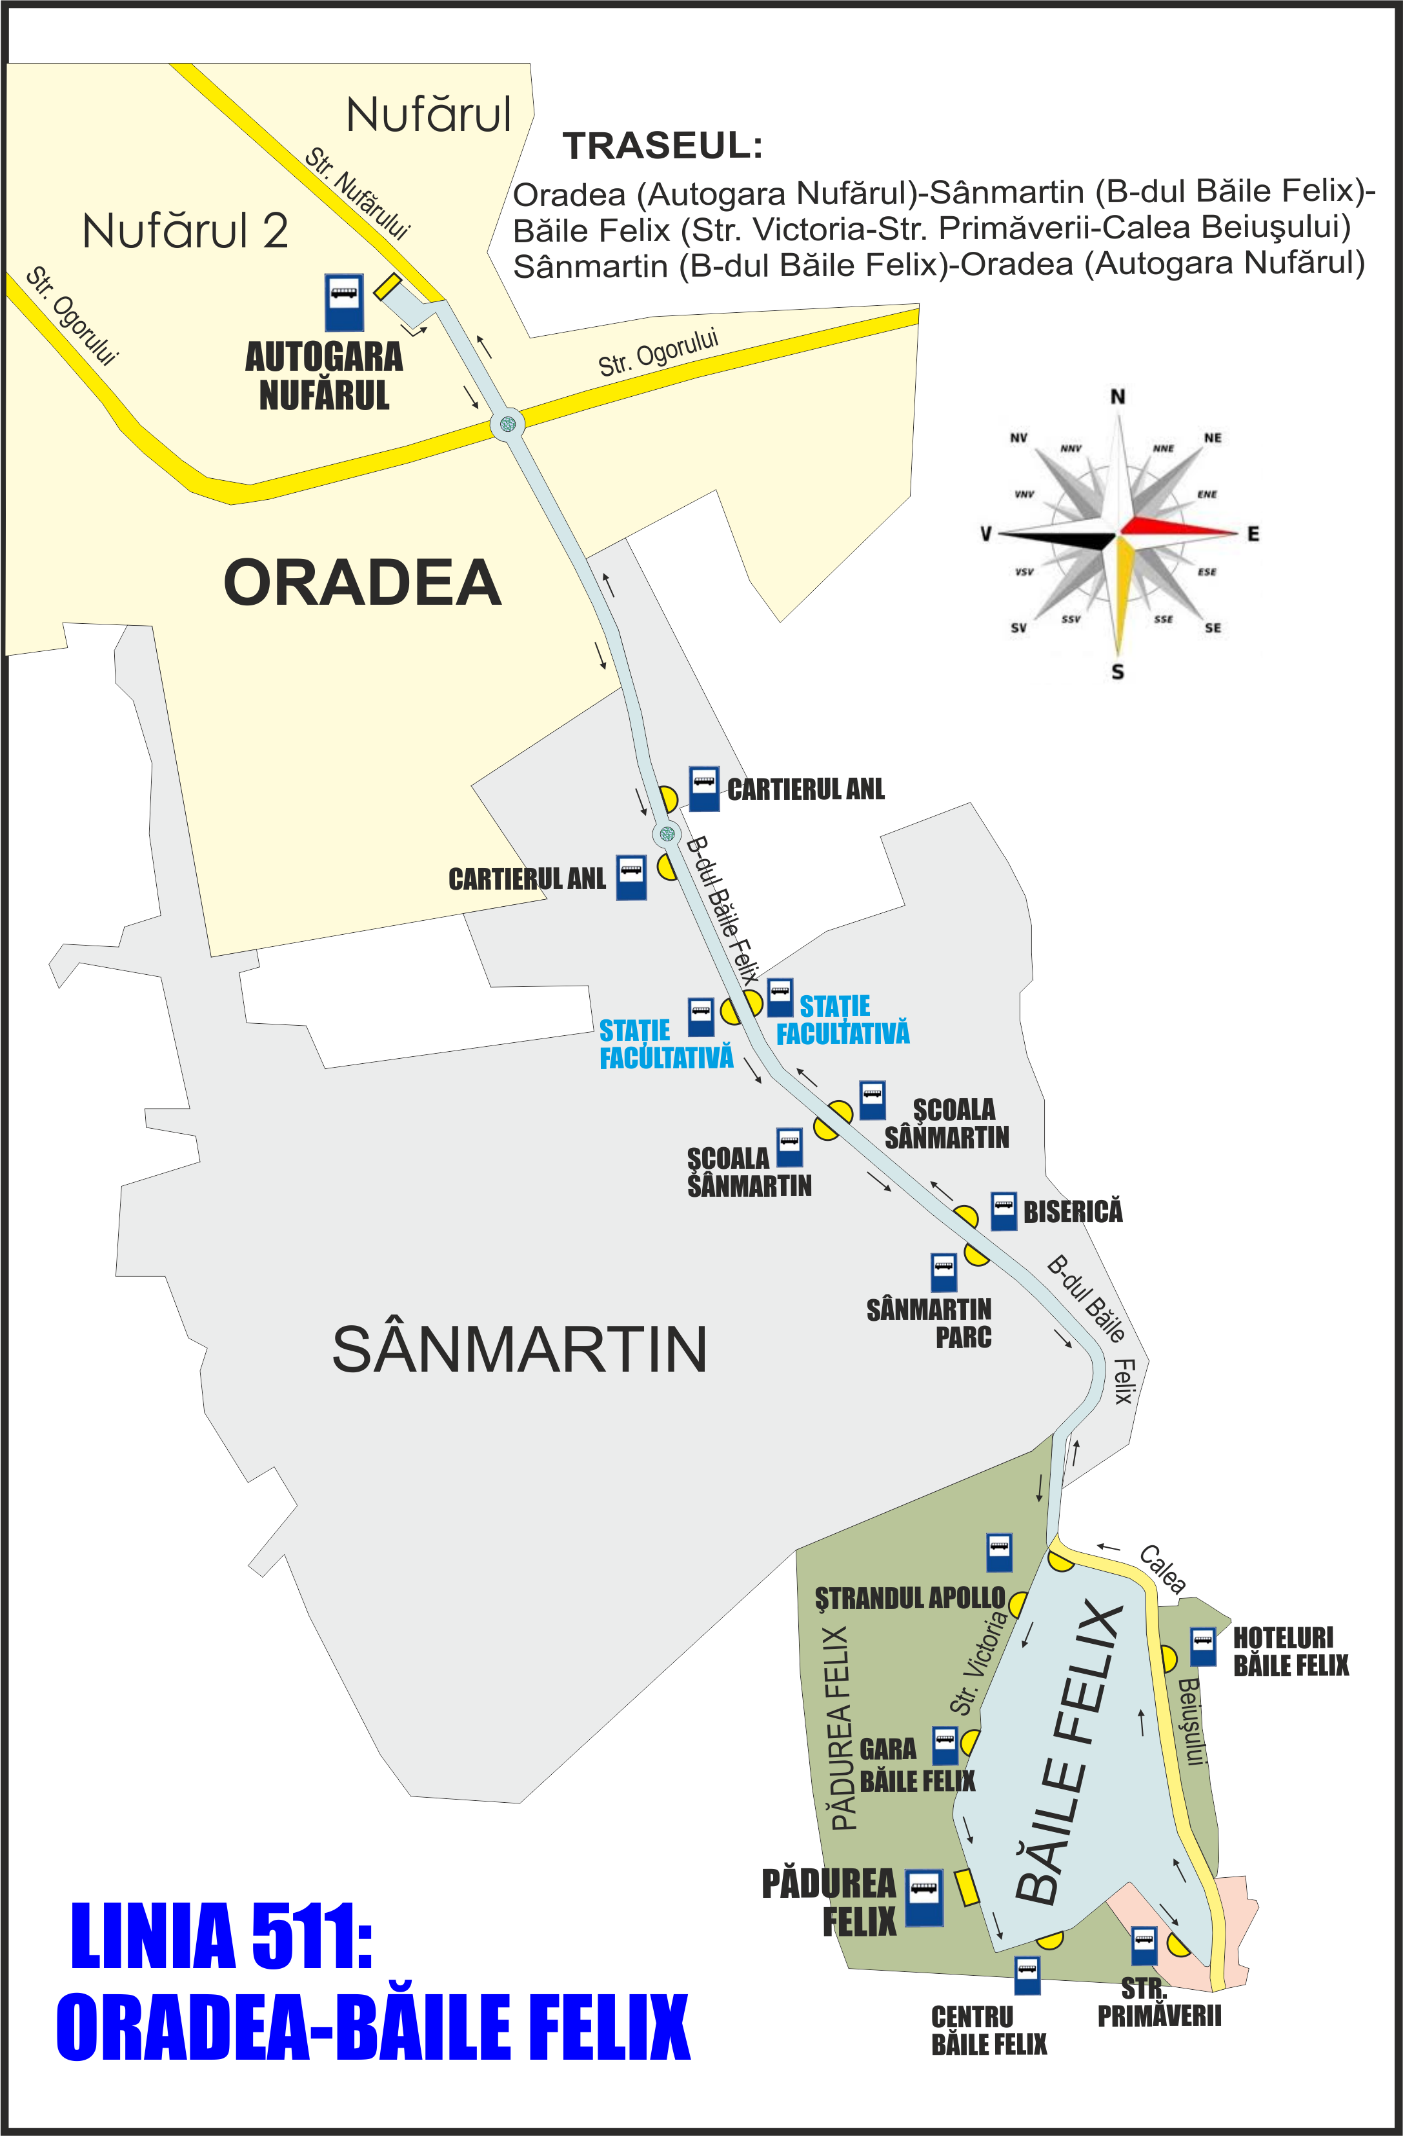 Nufărul
TRASEUL:
Str. Nufărului
Oradea (Autogara Nufărul)-Sânmartin (B-dul Băile Felix)-
Băile Felix (Str. Victoria-Str. Primăverii-Calea Beiuşului)
Sânmartin (B-dul Băile Felix)-Oradea (Autogara Nufărul)
Nufărul 2
Str. Ogorului
AUTOGARA
NUFĂRUL
Str. Ogorului
N
NV
NNV
NNE
NE
VNV
ENE
V
E
VSV
ESE
SV
SSV
SSE
SE
S
ORADEA
CARTIERUL ANL
CARTIERUL ANL
B-dul Băile Felix
STAŢIE
FACULTATIVĂ
STAŢIE
FACULTATIVĂ
ŞCOALA
SÂNMARTIN
ŞCOALA
SÂNMARTIN
BISERICĂ
SÂNMARTIN
PARC
B-dul Băile
Felix
SÂNMARTIN
Calea
Beiuşului
ŞTRANDUL APOLLO
Str. Victoria
HOTELURI
BĂILE FELIX
PĂDUREA FELIX
BĂILE FELIX
GARA
BĂILE FELIX
PĂDUREA
FELIX
CENTRU
BĂILE FELIX
STR.
PRIMĂVERII
LINIA 511:
ORADEA-BĂILE FELIX